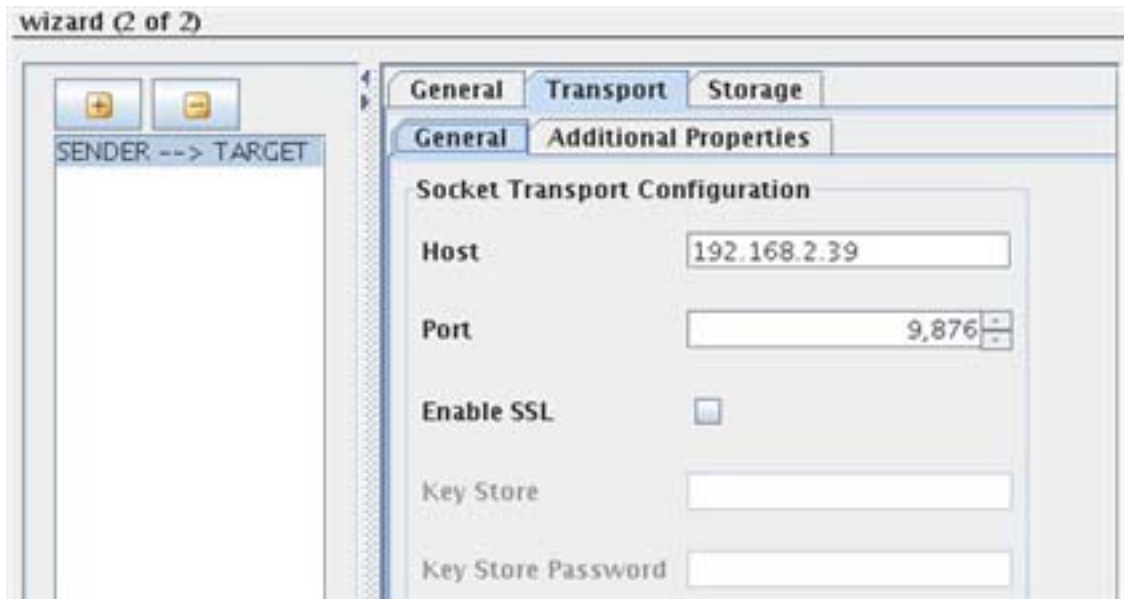 wizard (2 of 2)
SENDER --> TARGET
General Transport Storage
General Additional Properties
Socket Transport Configuration
Host 192.168.2.39
Port 9,876
Enable SSL
Key Store
Key Store Password